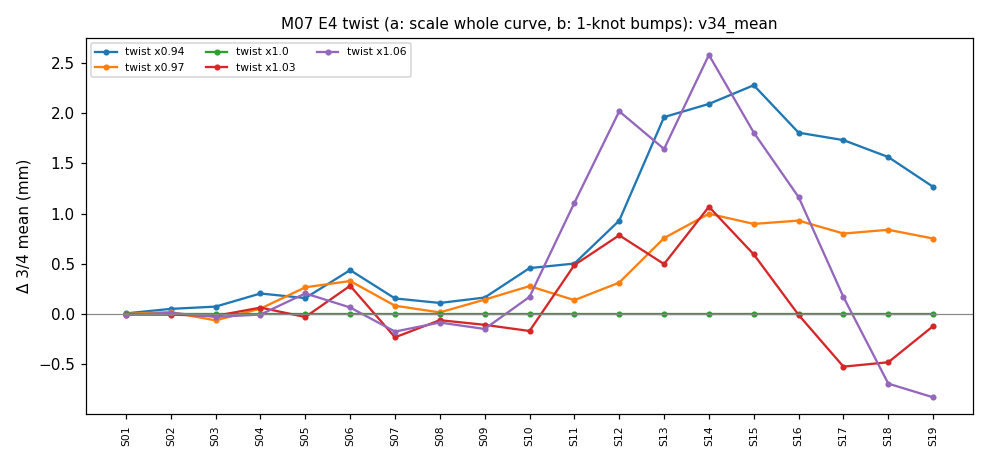 M07 E4 twist (a: scale whole curve, b: 1-knot bumps): v34_mean
twist x0.94
twist x0.97
twist x1.0
twist x1.03
twist x1.06
Δ 3/4 mean (mm)
2.5
2.0
1.5
1.0
0.5
0.0
−0.5
S01 S02 S03 S04 S05 S06 S07 S08 S09 S10 S11 S12 S13 S14 S15 S16 S17 S18 S19